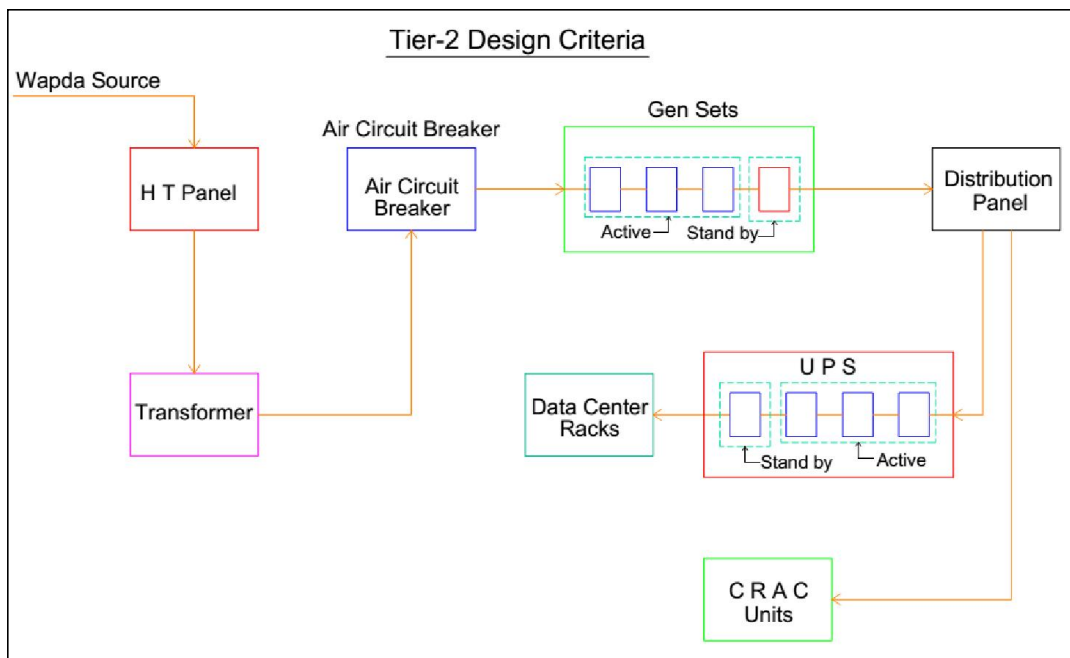 Tier-2 Design Criteria
Wapda Source
H T Panel
Transformer
Air Circuit Breaker
Air Circuit
Breaker
Gen Sets
Active
Stand by
Distribution
Panel
U P S
Stand by
Active
Data Center
Racks
C R A C
Units